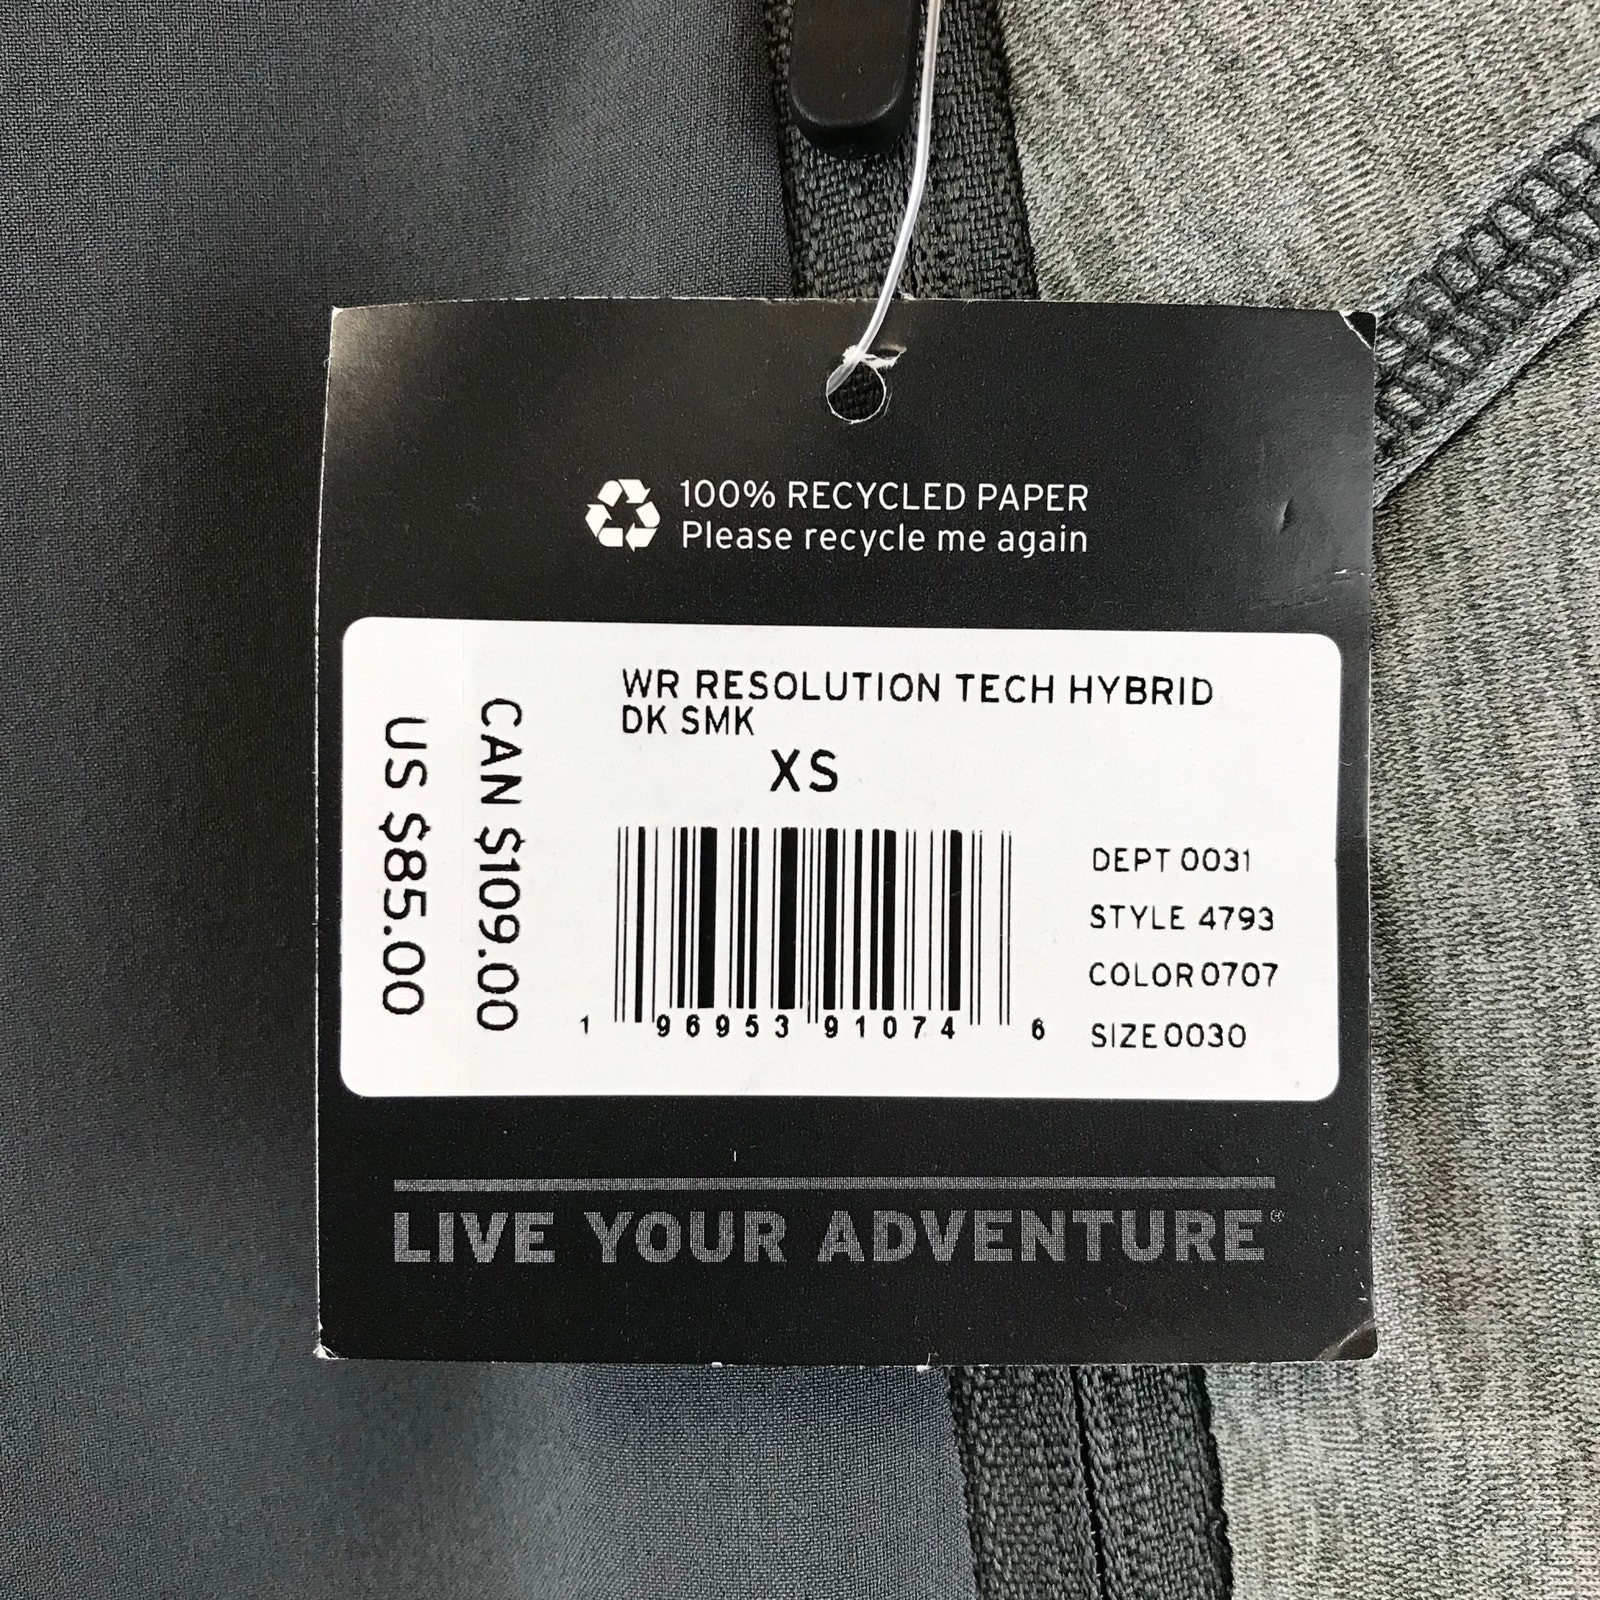 100% RECYCLED PAPER
Please recycle me again
WR RESOLUTION TECH HYBRID
DK SMK
XS
CAN $109.00
US $85.00
DEPT 0031
STYLE 4793
COLOR 0707
SIZE 0030
1 96953 91074 6
LIVE YOUR ADVENTURE®